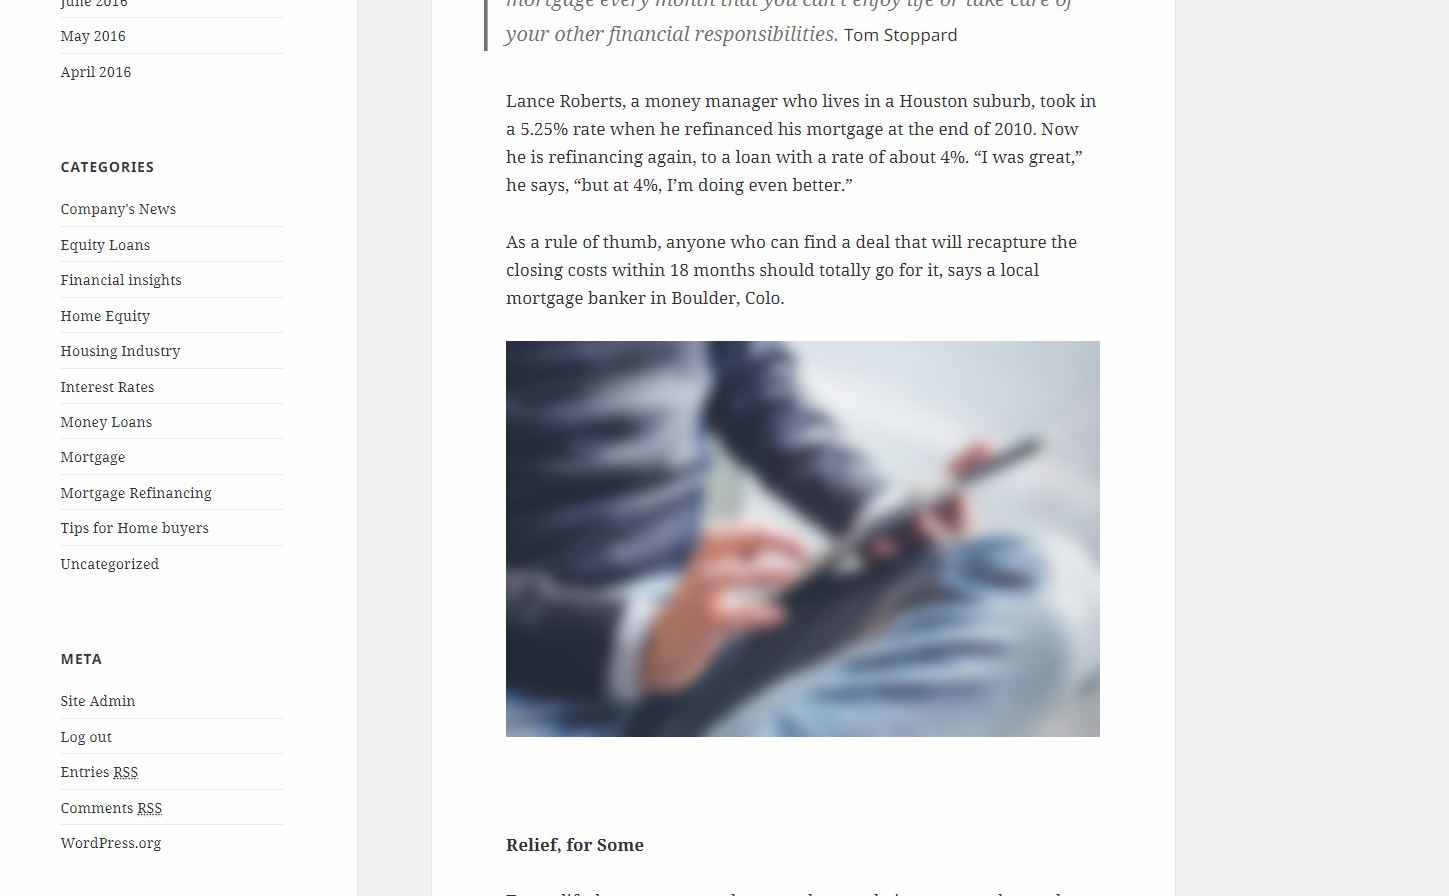 June 2016
May 2016
April 2016
CATEGORIES
Company's News
Equity Loans
Financial insights
Home Equity
Housing Industry
Interest Rates
Money Loans
Mortgage
Mortgage Refinancing
Tips for Home buyers
Uncategorized
META
Site Admin
Log out
Entries RSS
Comments RSS
WordPress.org
mortgage every month that you can't enjoy life or take care of
your other financial responsibilities. Tom Stoppard
Lance Roberts, a money manager who lives in a Houston suburb, took in
a 5.25% rate when he refinanced his mortgage at the end of 2010. Now
he is refinancing again, to a loan with a rate of about 4%. “I was great,”
he says, “but at 4%, I’m doing even better.”
As a rule of thumb, anyone who can find a deal that will recapture the
closing costs within 18 months should totally go for it, says a local
mortgage banker in Boulder, Colo.
Relief, for Some